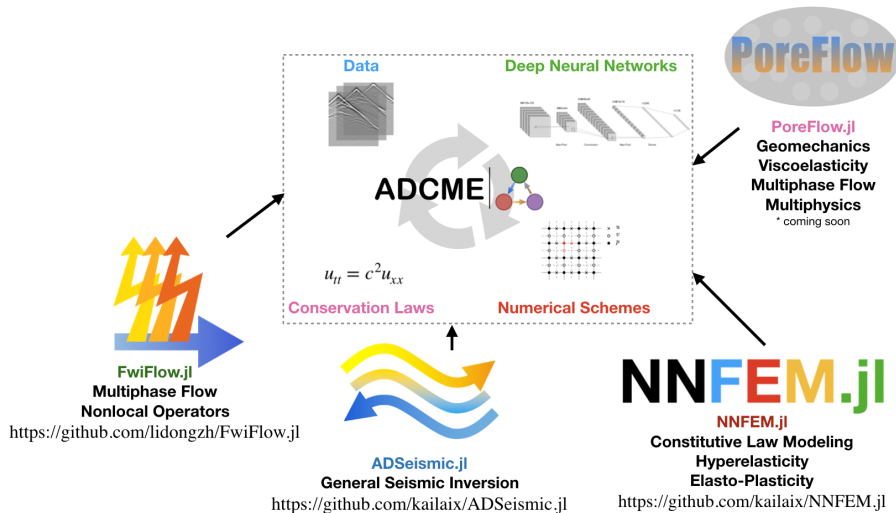 Data
Deep Neural Networks
ADCME
u_tt = c²u_xx
Conservation Laws
Numerical Schemes
PoreFlow
PoreFlow.jl
Geomechanics
Viscoelasticity
Multiphase Flow
Multiphysics
* coming soon
FwiFlow.jl
Multiphase Flow
Nonlocal Operators
https://github.com/lidongzh/FwiFlow.jl
ADSeismic.jl
General Seismic Inversion
https://github.com/kailaix/ADSeismic.jl
NNFEM.jl
NNFEM.jl
Constitutive Law Modeling
Hyperelasticity
Elasto-Plasticity
https://github.com/kailaix/NNFEM.jl